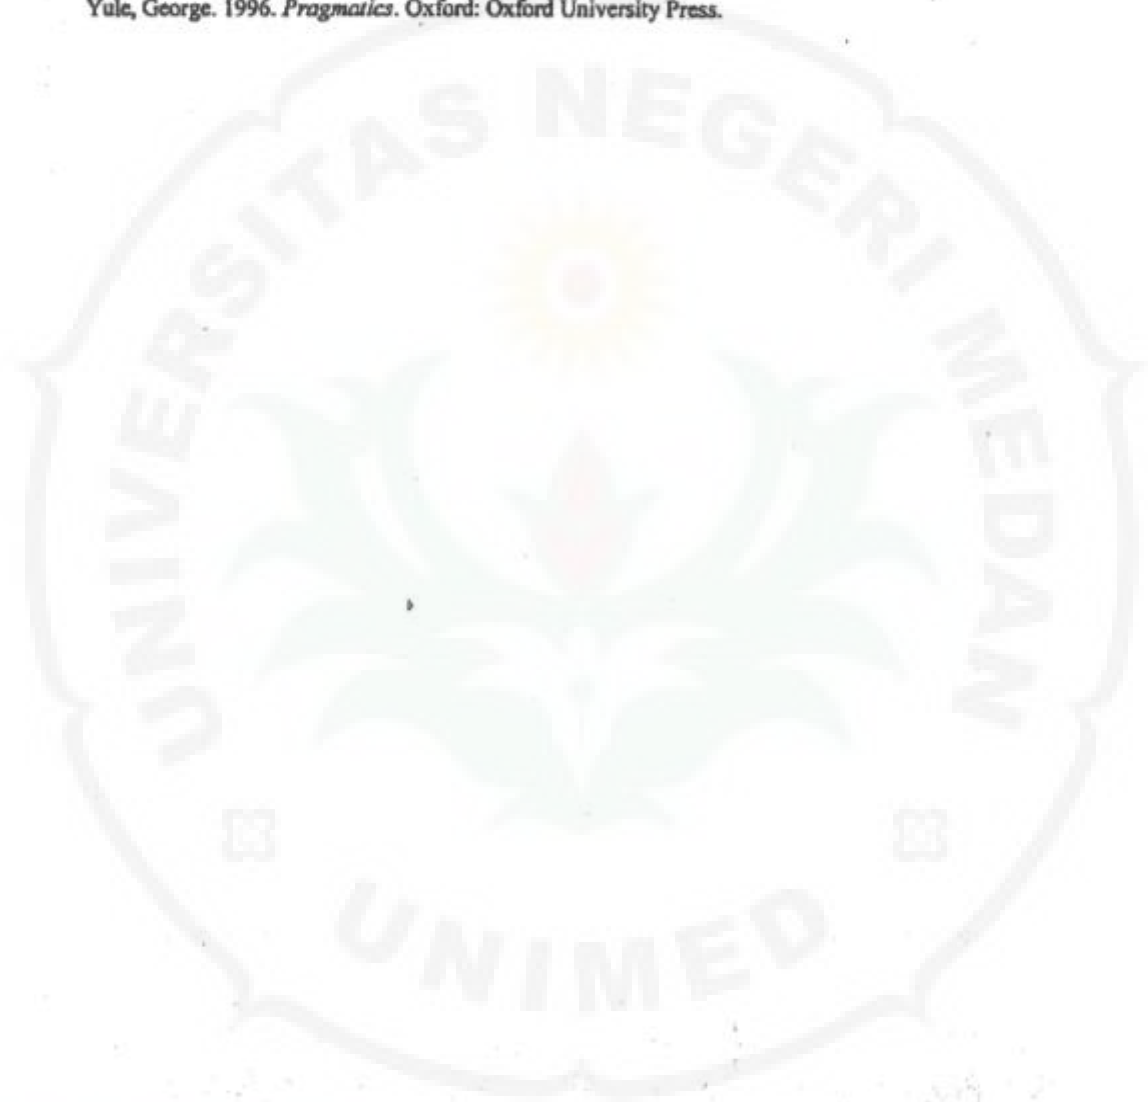 Yule, George. 1996. Pragmatics. Oxford: Oxford University Press.
UNIVERSITAS NEGERI MEDAN
UNIMED